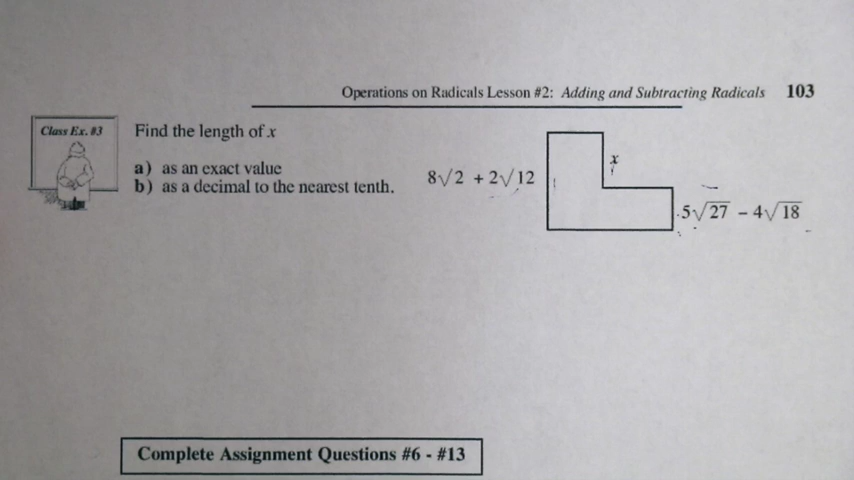 Operations on Radicals Lesson #2: Adding and Subtracting Radicals 103
Class Ex. #3
Find the length of x
a) as an exact value
b) as a decimal to the nearest tenth.
8√2 + 2√12
x
5√27 - 4√18
Complete Assignment Questions #6 - #13